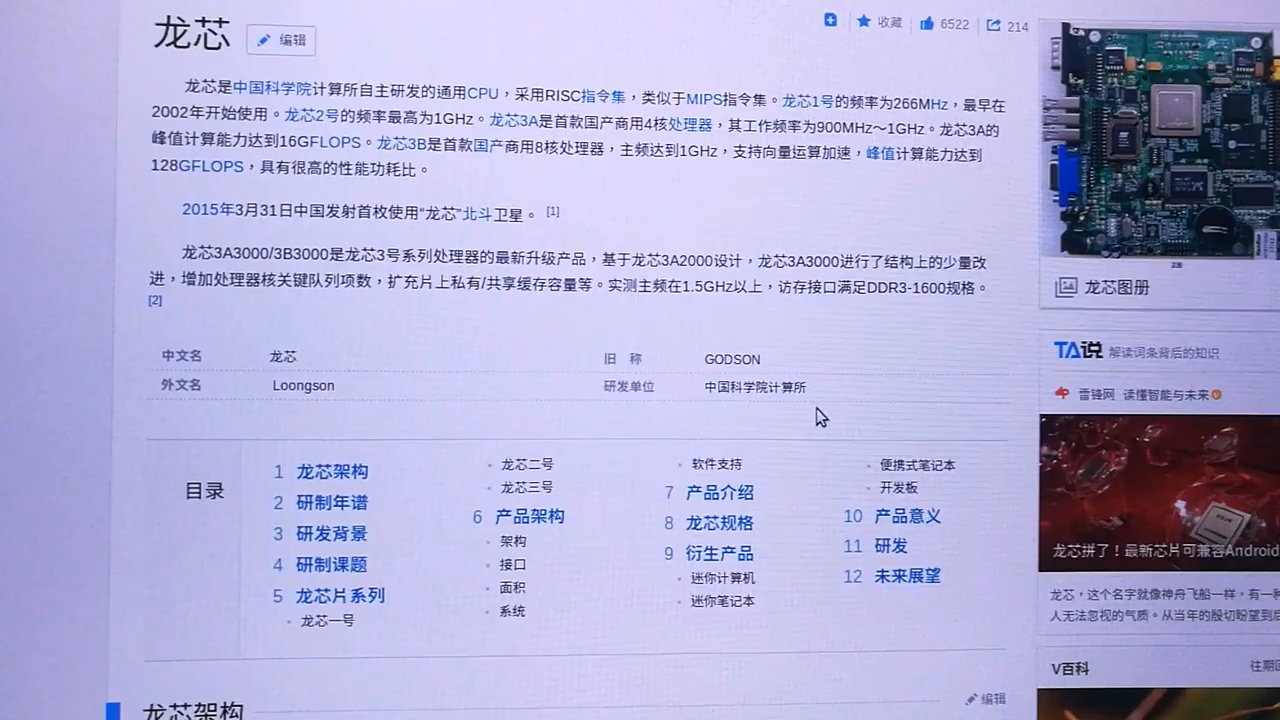 龙芯
编辑
收藏
6522
214
龙芯是中国科学院计算所自主研发的通用CPU，采用RISC指令集，类似于MIPS指令集。龙芯1号的频率为266MHz，最早在
2002年开始使用。龙芯2号的频率最高为1GHz。龙芯3A是首款国产商用4核处理器，其工作频率为900MHz～1GHz。龙芯3A的
峰值计算能力达到16GFLOPS。龙芯3B是首款国产商用8核处理器，主频达到1GHz，支持向量运算加速，峰值计算能力达到
128GFLOPS，具有很高的性能功耗比。
2015年3月31日中国发射首枚使用“龙芯”北斗卫星。 [1]
龙芯3A3000/3B3000是龙芯3号系列处理器的最新升级产品，基于龙芯3A2000设计，龙芯3A3000进行了结构上的少量改
进，增加处理器核关键队列项数，扩充片上私有/共享缓存容量等。实测主频在1.5GHz以上，访存接口满足DDR3-1600规格。
[2]
中文名 龙芯 旧 称 GODSON
外文名 Loongson 研发单位 中国科学院计算所
目录
1 龙芯架构
2 研制年谱
3 研发背景
4 研制课题
5 龙芯片系列
龙芯一号
龙芯二号
龙芯三号
6 产品架构
架构
接口
面积
系统
软件支持
7 产品介绍
8 龙芯规格
9 衍生产品
迷你计算机
迷你笔记本
便携式笔记本
开发板
10 产品意义
11 研发
12 未来展望
龙芯架构
编辑
龙芯图册
TA说 解读词条背后的知识
雷锋网 读懂智能与未来
龙芯拼了！最新芯片可兼容Android
龙芯，这个名字就像神舟飞船一样，有一
人无法忽视的气质。从当年的殷切盼望到
V百科
往期